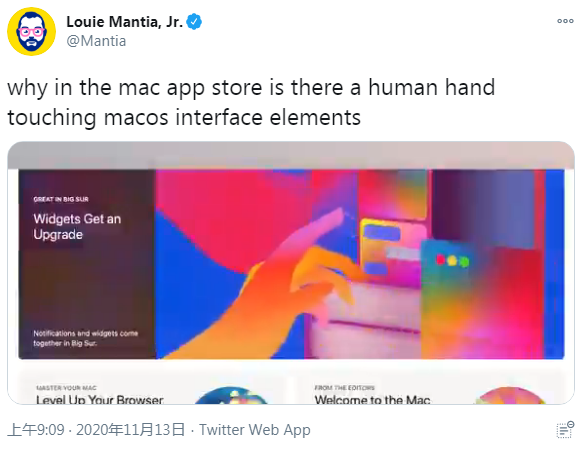 Louie Mantia, Jr.
@Mantia
why in the mac app store is there a human hand
touching macos interface elements
GREAT IN BIG SUR
Widgets Get an
Upgrade
Notifications and widgets come
together in Big Sur.
MASTER YOUR MAC
Level Up Your Browser
FROM THE EDITORS
Welcome to the Mac
上午9:09 · 2020年11月13日 · Twitter Web App